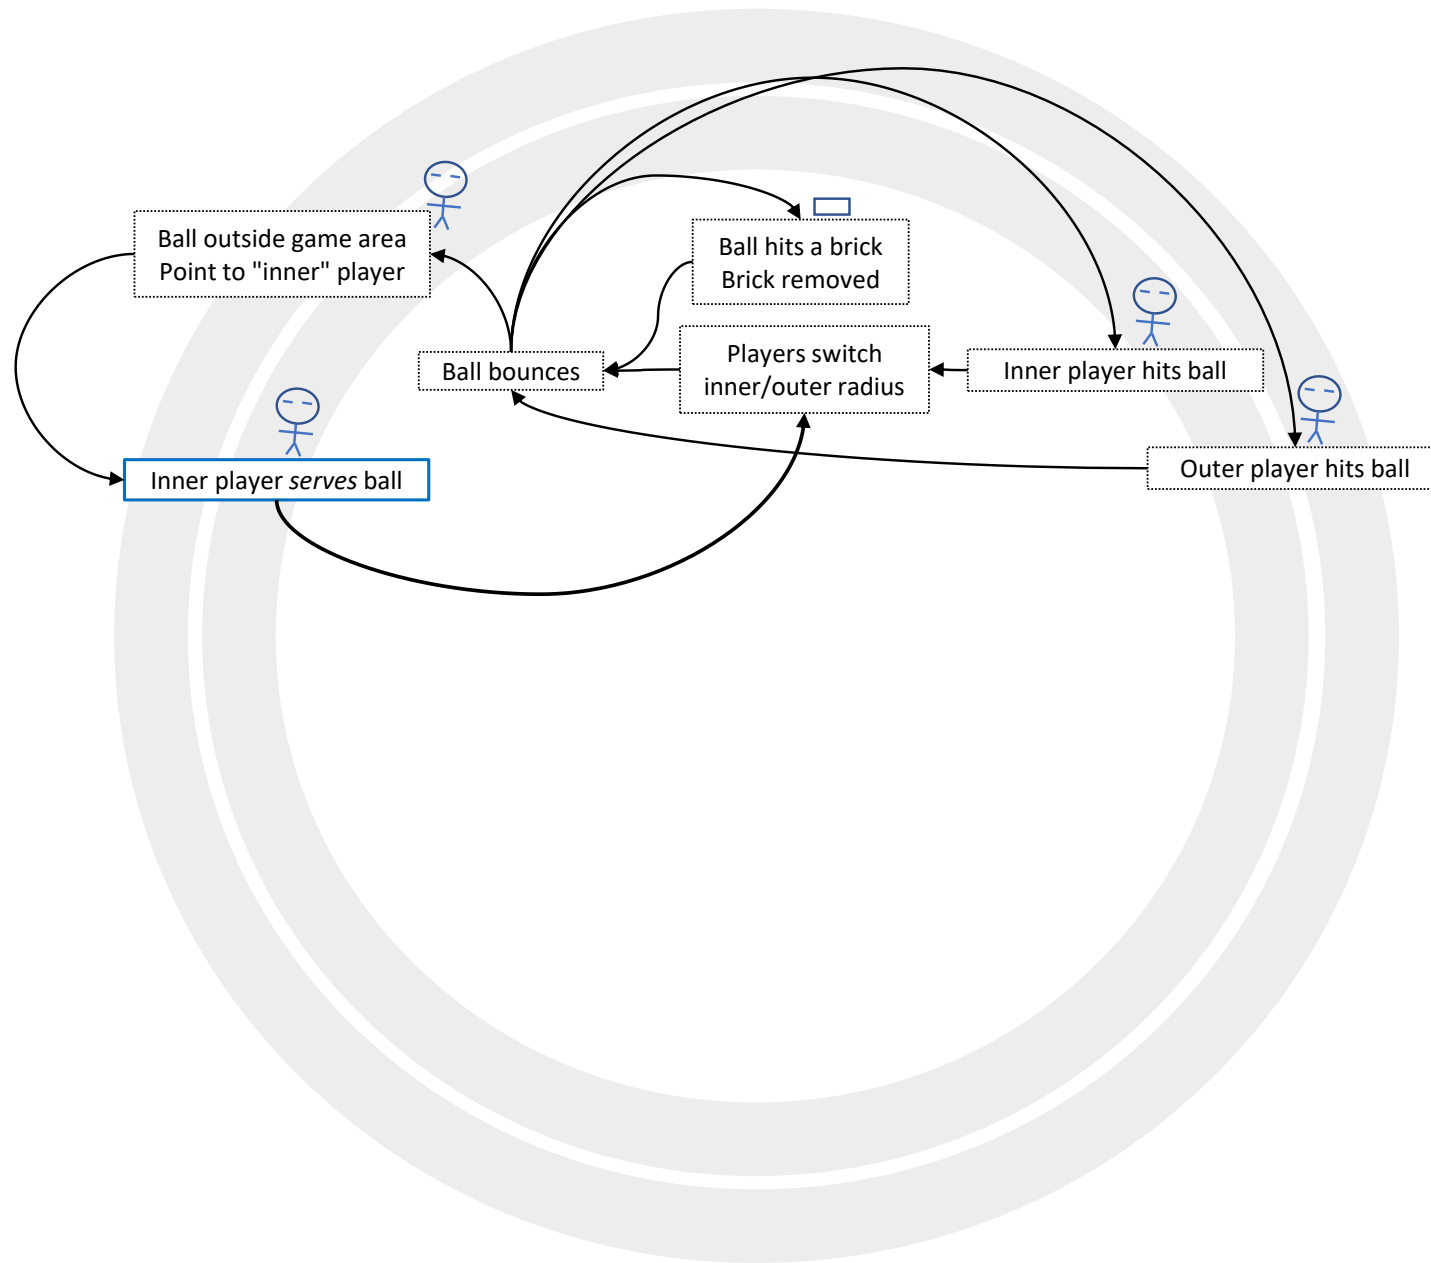 Ball outside game area
Point to "inner" player
Ball hits a brick
Brick removed
Players switch
inner/outer radius
Ball bounces
Inner player hits ball
Outer player hits ball
Inner player serves ball